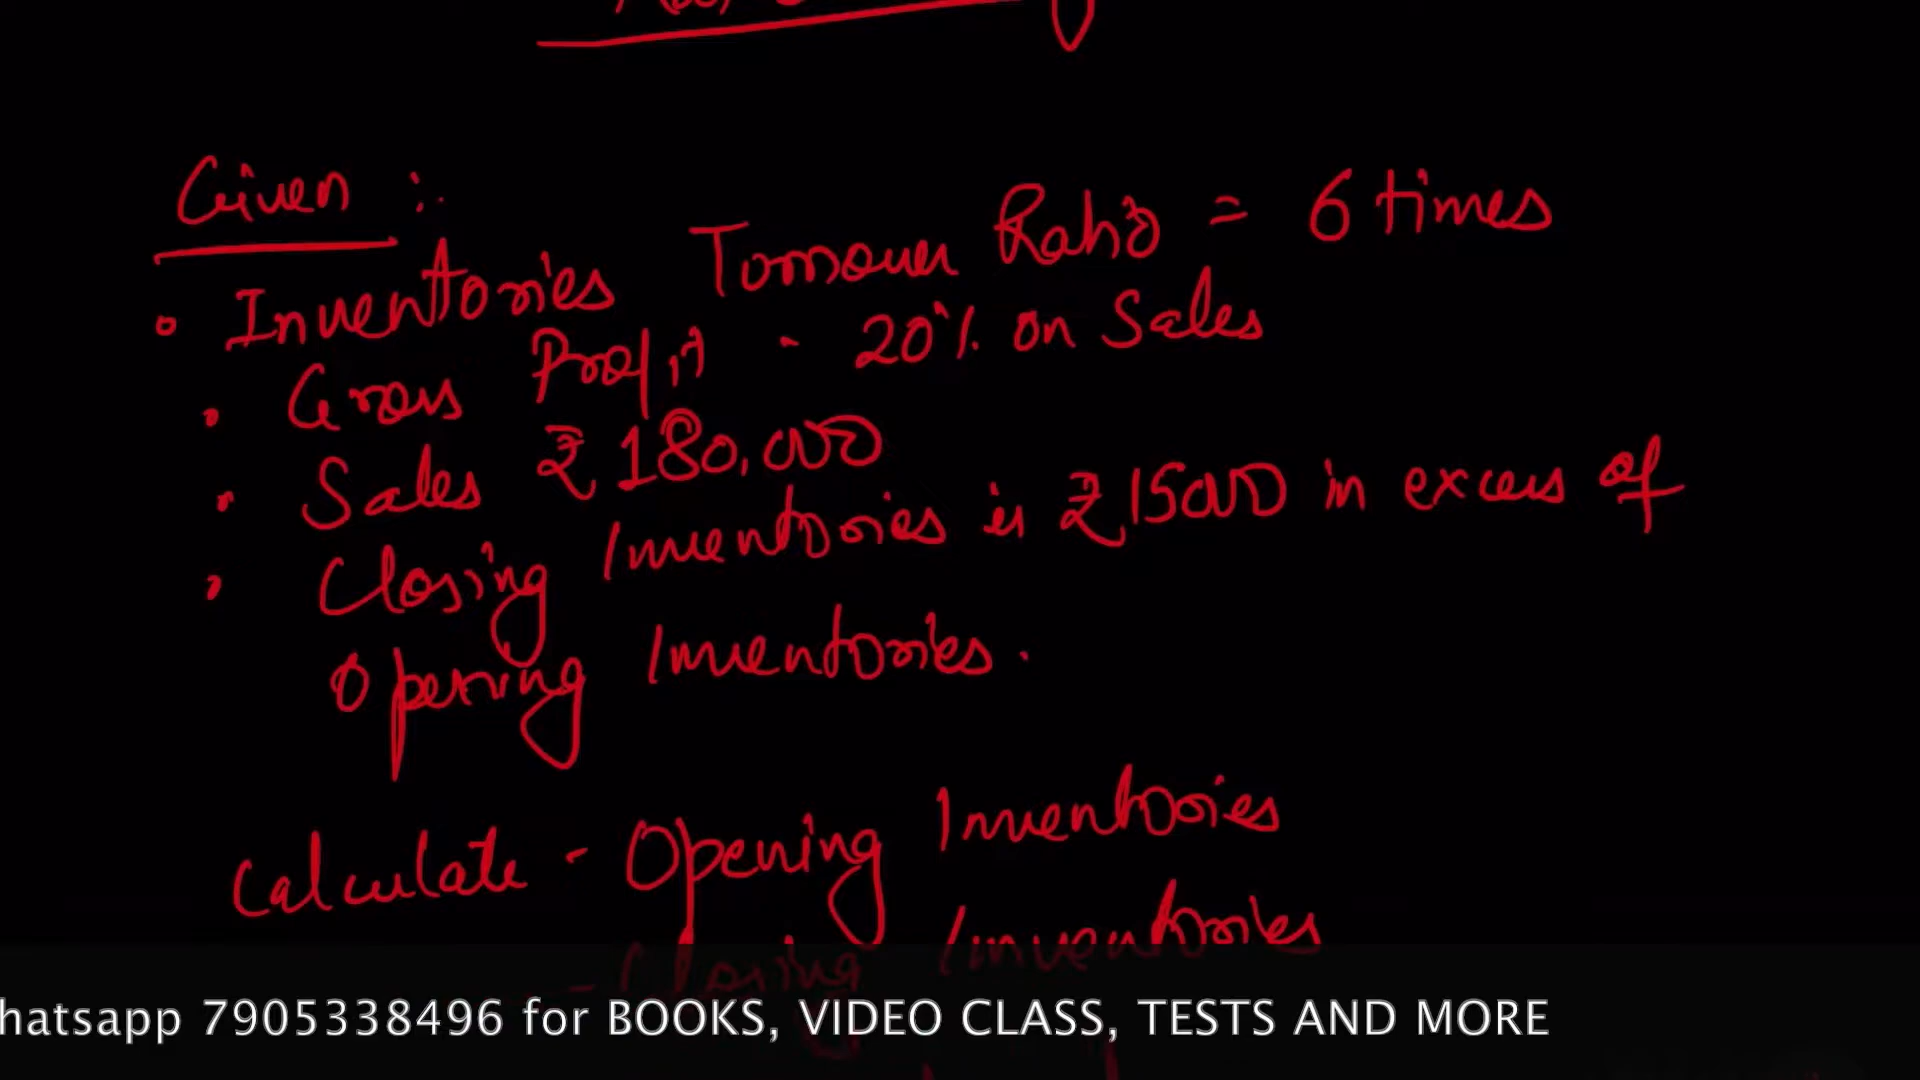 Given :-
• Inventories Turnover Ratio = 6 times
• Gross Profit - 20% on Sales
• Sales ₹ 180,000
• Closing Inventories is ₹ 15000 in excess of
Opening Inventories.
Calculate - Opening Inventories
- Closing Inventories
hatsapp 7905338496 for BOOKS, VIDEO CLASS, TESTS AND MORE